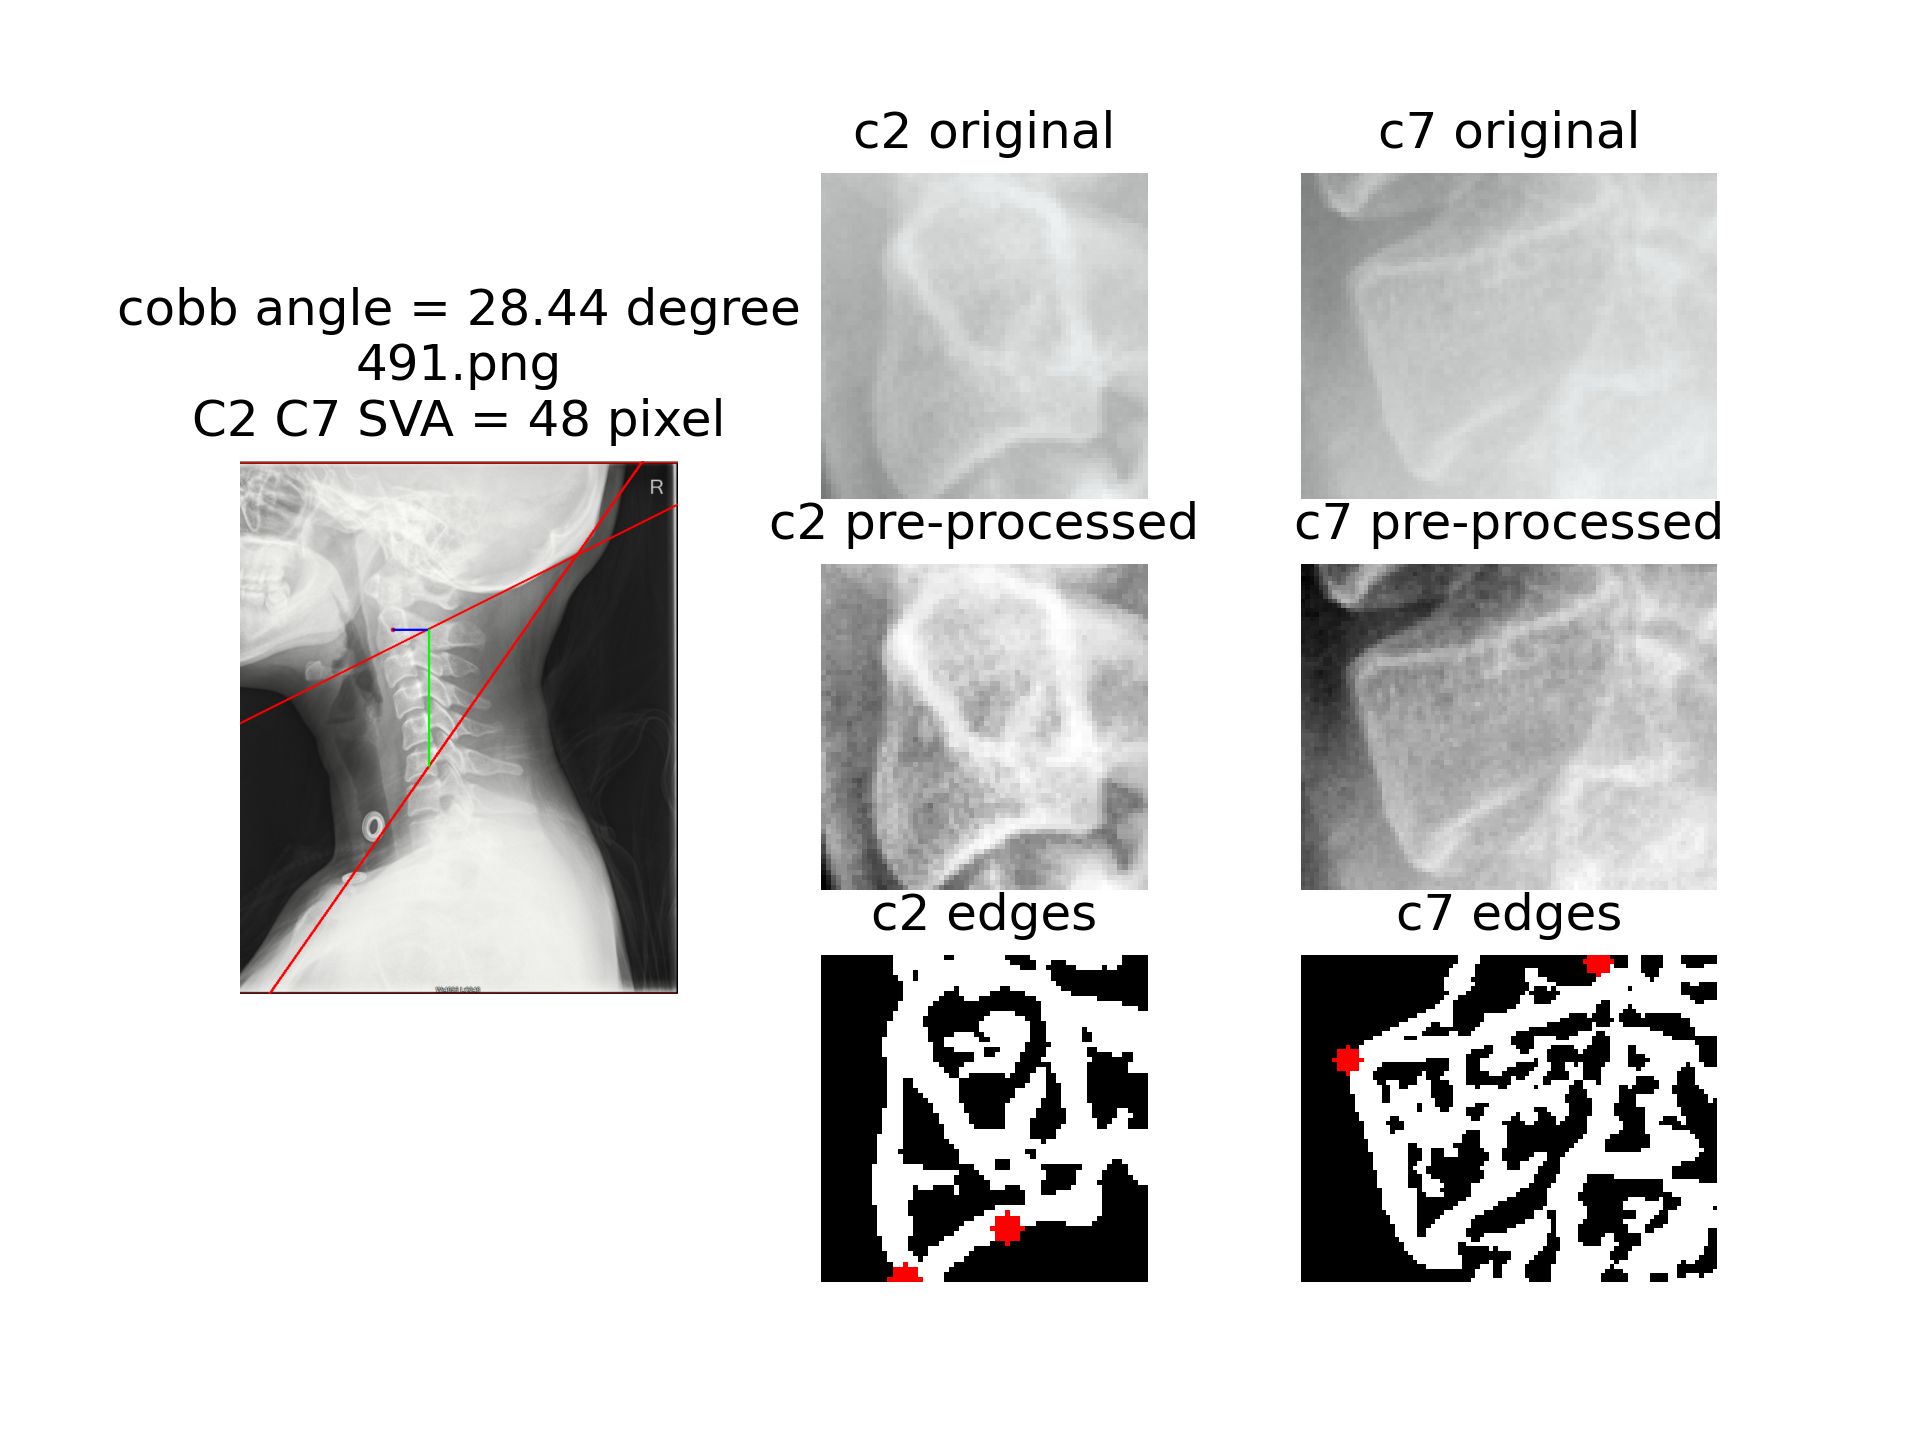 cobb angle = 28.44 degree
491.png
C2 C7 SVA = 48 pixel
R
c2 original
c7 original
c2 pre-processed
c7 pre-processed
c2 edges
c7 edges